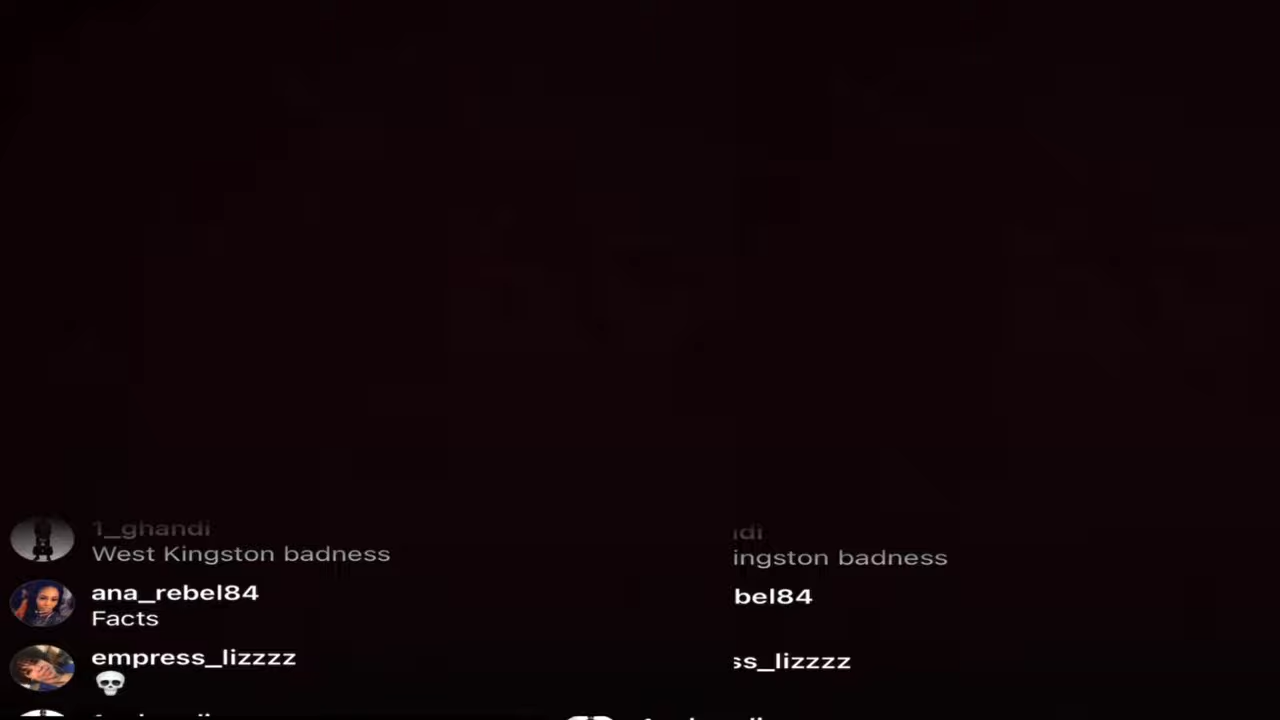 1_ghandi
West Kingston badness
ana_rebel84
Facts
empress_lizzzz
💀
ingston badness
bel84
ss_lizzzz